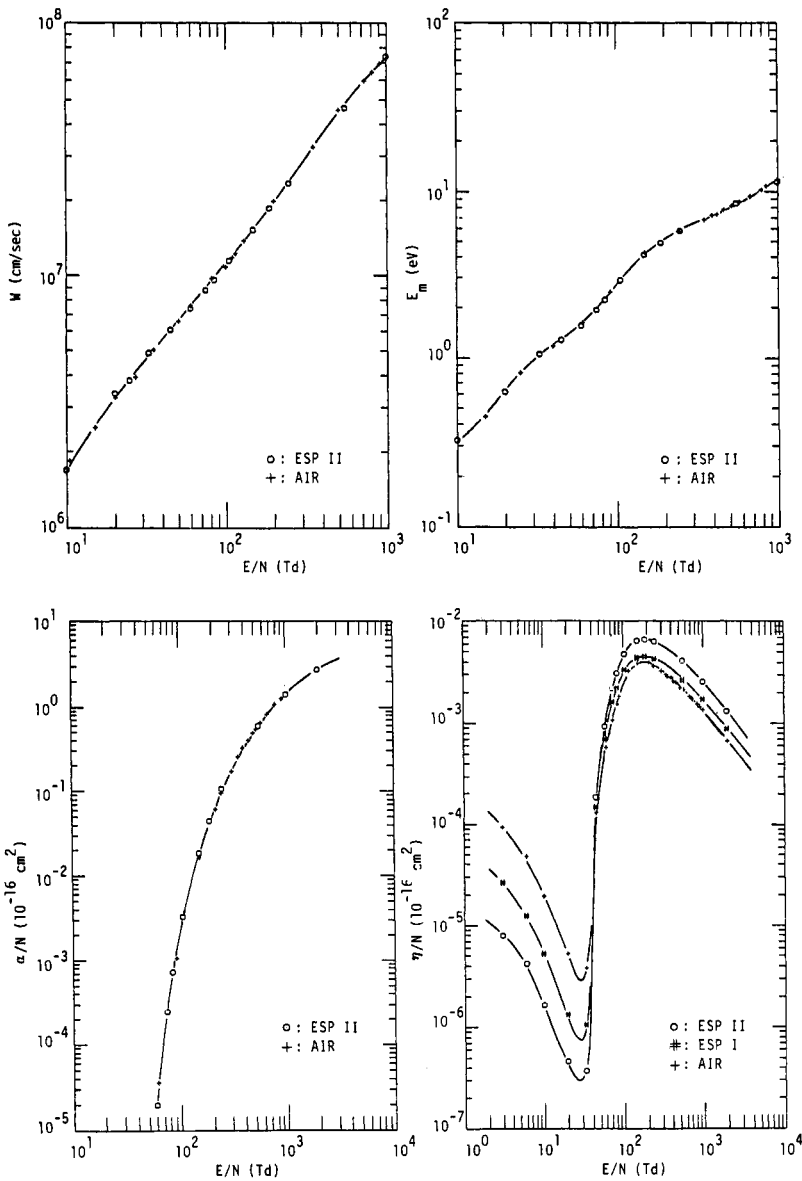 10^8
W (cm/sec)
10^7
10^6
o: ESP II
+: AIR
10^1
10^2
10^3
E/N (Td)
10^2
E_m (eV)
10^1
10^0
10^-1
o: ESP II
+: AIR
10^1
10^2
10^3
E/N (Td)
10^1
α/N (10^-16 cm^2)
10^0
10^-1
10^-2
10^-3
10^-4
10^-5
o: ESP II
+: AIR
10^1
10^2
10^3
10^4
E/N (Td)
10^-2
η/N (10^-16 cm^2)
10^-3
10^-4
10^-5
10^-6
10^-7
o: ESP II
#: ESP I
+: AIR
10^0
10^1
10^2
10^3
10^4
E/N (Td)